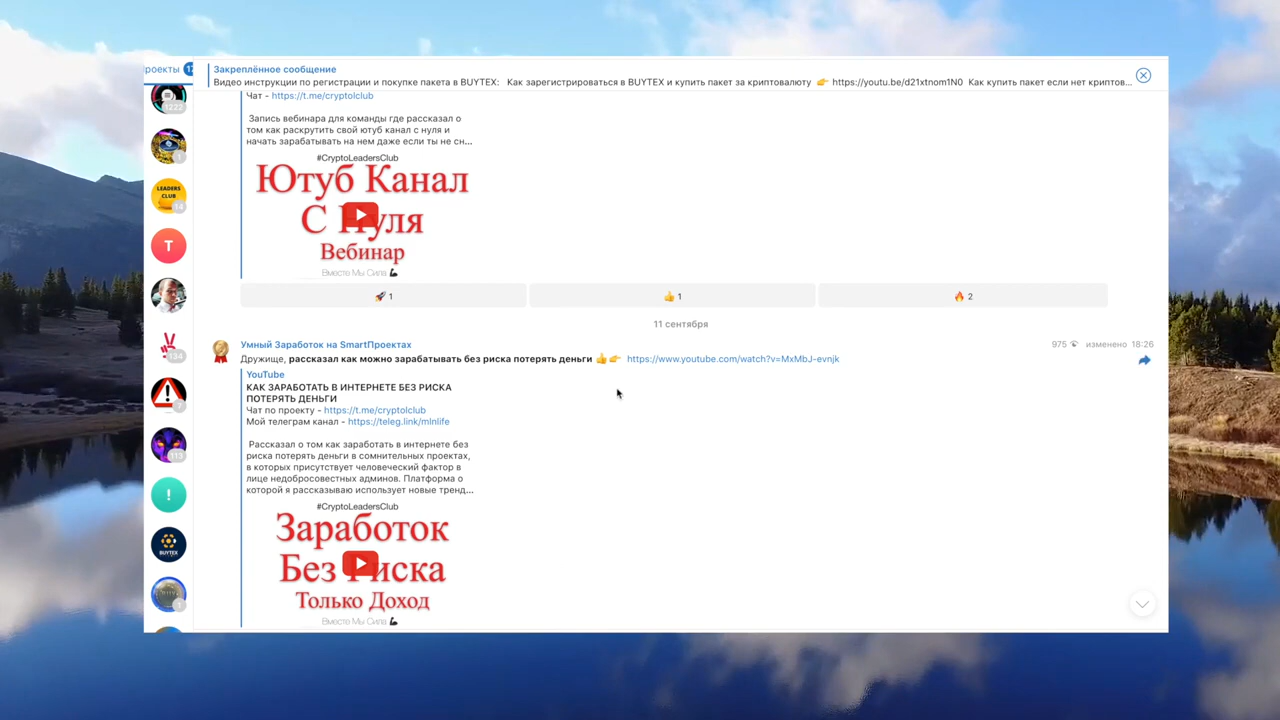 роекты
Закреплённое сообщение
Видео инструкции по регистрации и покупке пакета в BUYTEX: Как зарегистрироваться в BUYTEX и купить пакет за криптовалюту 👉 https://youtu.be/d21xtnom1N0 Как купить пакет если нет криптов...
Чат - https://t.me/cryptolclub
Запись вебинара для команды где рассказал о
том как раскрутить свой ютуб канал с нуля и
начать зарабатывать на нем даже если ты не сн...
#CryptoLeadersClub
Ютуб Канал
С Нуля
Вебинар
Вместе Мы Сила 💪
🚀 1
👍 1
🔥 2
11 сентября
Умный Заработок на SmartПроектах
975
изменено 18:26
Дружище, рассказал как можно зарабатывать без риска потерять деньги 👍👉 https://www.youtube.com/watch?v=MxMbJ-evnjk
YouTube
КАК ЗАРАБОТАТЬ В ИНТЕРНЕТЕ БЕЗ РИСКА
ПОТЕРЯТЬ ДЕНЬГИ
Чат по проекту - https://t.me/cryptolclub
Мой телеграм канал - https://teleg.link/mlnlife
Рассказал о том как заработать в интернете без
риска потерять деньги в сомнительных проектах,
в которых присутствует человеческий фактор в
лице недобросовестных админов. Платформа о
которой я рассказываю использует новые тренд...
#CryptoLeadersClub
Заработок
Без Риска
Только Доход
Вместе Мы Сила 💪
1222
1
LEADERS
CLUB
14
T
134
7
113
!
BUYTEX
1